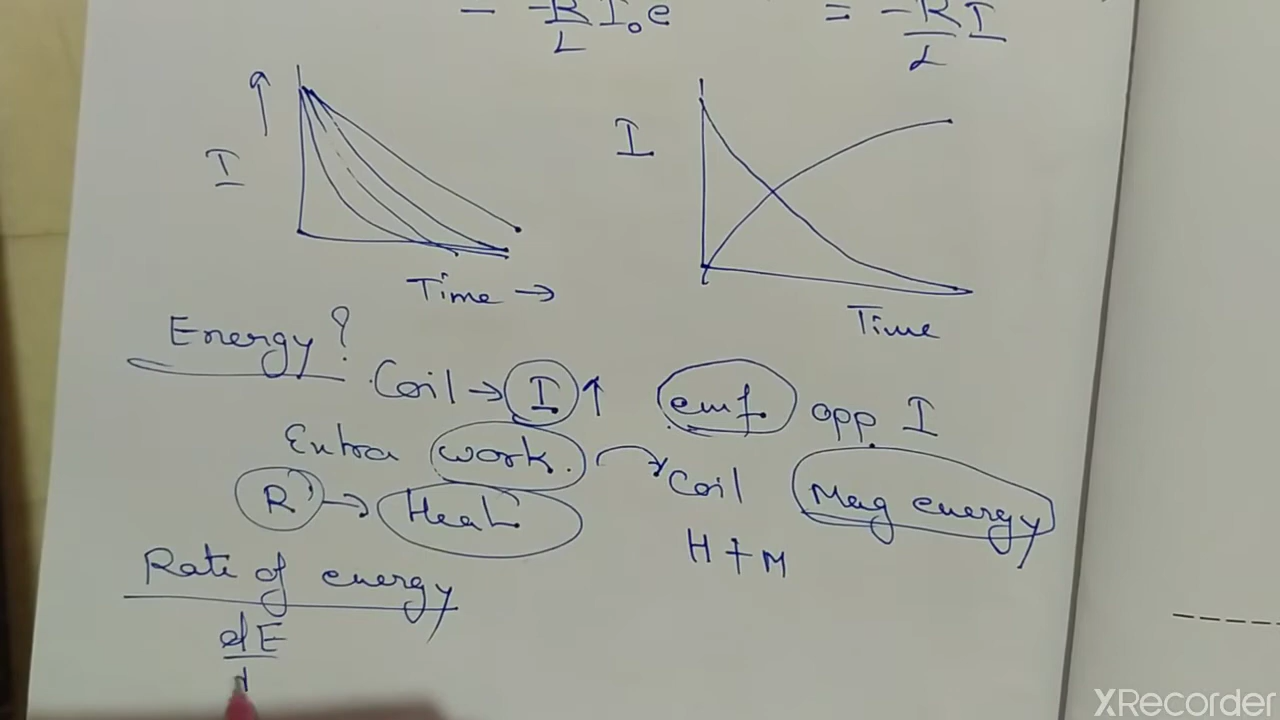 - -R/L I₀e = -R/L I
I
Time →
I
Time
Energy?
Coil → I ↑ emf. opp I
Extra work. → Coil Mag energy
R → Heat
H + M
Rate of energy
dE
XRecorder